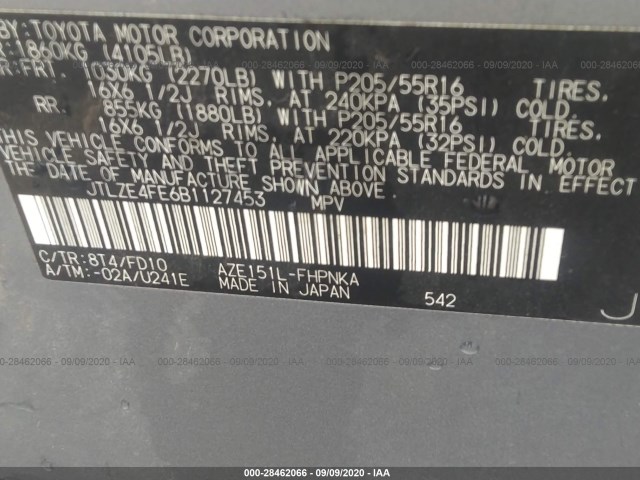 BY: TOYOTA MOTOR CORPORATION
R: 1860KG (4105LB)
R: FRT. 1030KG (2270LB) WITH P205/55R16 TIRES.
16X6 1/2J RIMS. AT 240KPA (35PSI) COLD.
RR 855KG (1880LB) WITH P205/55R16 TIRES.
16X6 1/2J RIMS. AT 220KPA (32PSI) COLD.
THIS VEHICLE CONFORMS TO ALL APPLICABLE FEDERAL MOTOR
VEHICLE SAFETY AND THEFT PREVENTION STANDARDS IN EFFECT ON
THE DATE OF MANUFACTURE SHOWN ABOVE.
JTLZE4FE6B1127453 MPV
C/TR: 8T4/FD10 AZE151L-FHPNKA
A/TM: -02A/U241E MADE IN JAPAN 542 J
000-28462066 - 09/09/2020 - IAA